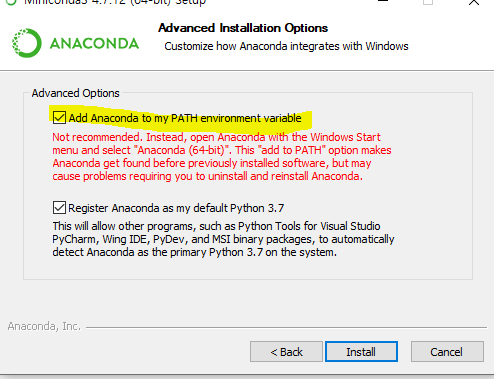 Miniconda3 4.7.12 (64-bit) Setup
ANACONDA
Advanced Installation Options
Customize how Anaconda integrates with Windows
Advanced Options
Add Anaconda to my PATH environment variable
Not recommended. Instead, open Anaconda with the Windows Start
menu and select "Anaconda (64-bit)". This "add to PATH" option makes
Anaconda get found before previously installed software, but may
cause problems requiring you to uninstall and reinstall Anaconda.
Register Anaconda as my default Python 3.7
This will allow other programs, such as Python Tools for Visual Studio
PyCharm, Wing IDE, PyDev, and MSI binary packages, to automatically
detect Anaconda as the primary Python 3.7 on the system.
Anaconda, Inc.
< Back
Install
Cancel